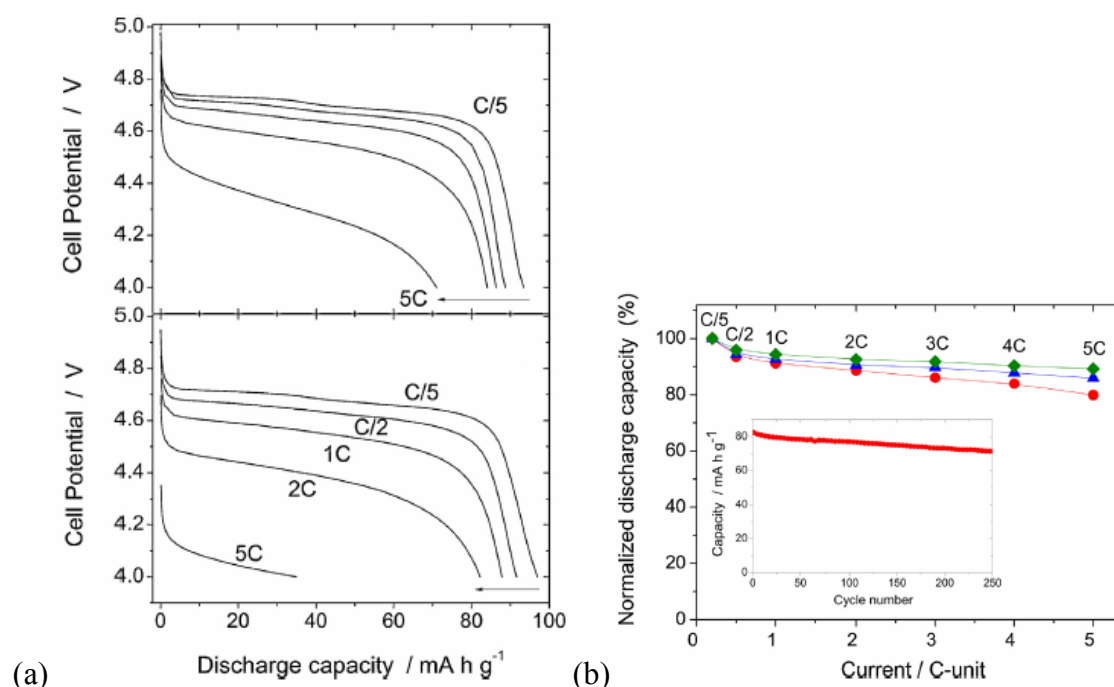 5.0
4.8
4.6
4.4
4.2
4.0
Cell Potential / V
C/5
5C
5.0
4.8
4.6
4.4
4.2
4.0
Cell Potential / V
C/5
C/2
1C
2C
5C
0 20 40 60 80 100
Discharge capacity / mA h g-1
(a)
Normalized discharge capacity (%)
100
80
60
40
20
0
C/5
C/2
1C
2C
3C
4C
5C
Capacity / mA h g-1
80
60
40
20
0
0 50 100 150 200 250
Cycle number
0 1 2 3 4 5
Current / C-unit
(b)